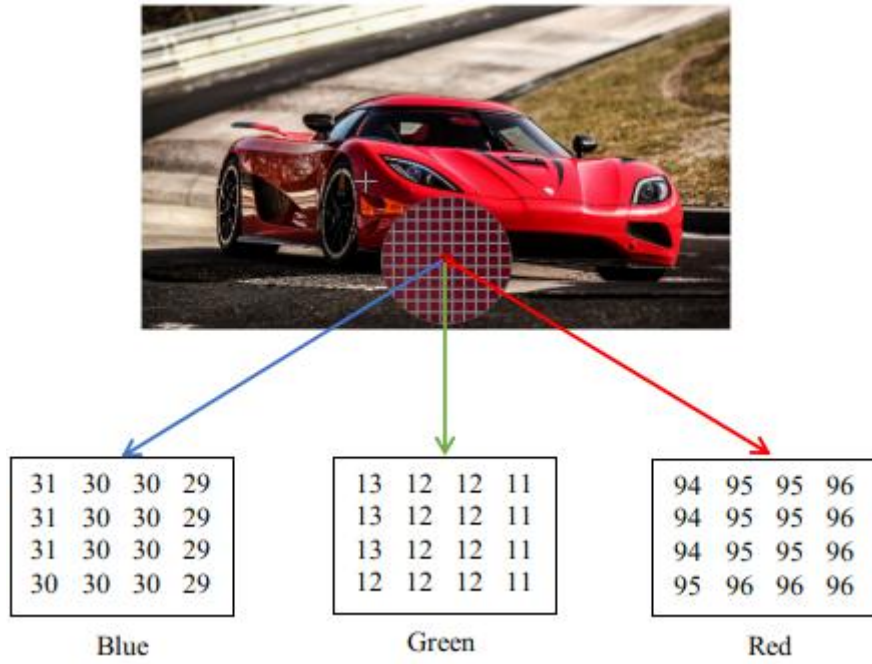 31 30 30 29
31 30 30 29
31 30 30 29
30 30 30 29
Blue
13 12 12 11
13 12 12 11
13 12 12 11
12 12 12 11
Green
94 95 95 96
94 95 95 96
94 95 95 96
95 96 96 96
Red